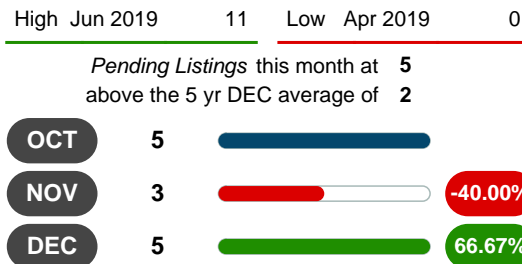 High Jun 2019 11 Low Apr 2019 0
Pending Listings this month at 5
above the 5 yr DEC average of 2
OCT 5
NOV 3 -40.00%
DEC 5 66.67%